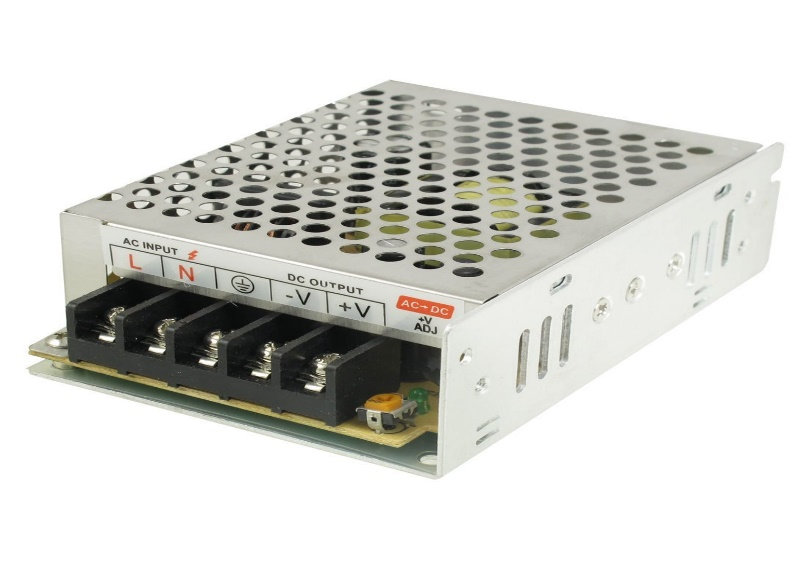 AC INPUT
L N DC OUTPUT
-V +V
AC→DC
+V
ADJ